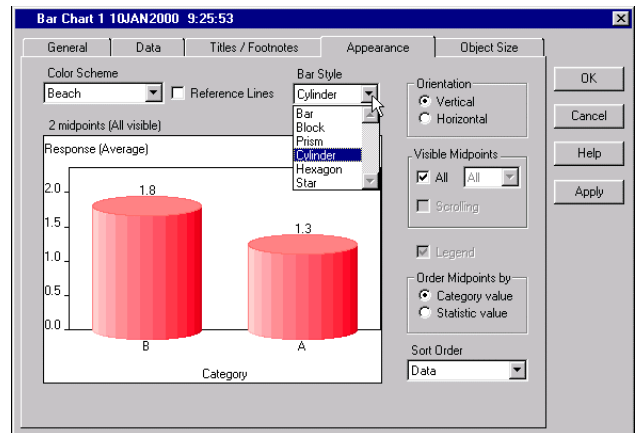 Bar Chart 1 10JAN2000 9:25:53
General Data Titles / Footnotes Appearance Object Size
Color Scheme
Beach
Reference Lines
Bar Style
Cylinder
Bar
Block
Prism
Cylinder
Hexagon
Star
2 midpoints (All visible)
Response (Average)
2.0
1.5
1.0
0.5
0.0
1.8
1.3
B A
Category
Orientation
Vertical
Horizontal
Visible Midpoints
All All
Scrolling
Legend
Order Midpoints by
Category value
Statistic value
Sort Order
Data
OK
Cancel
Help
Apply